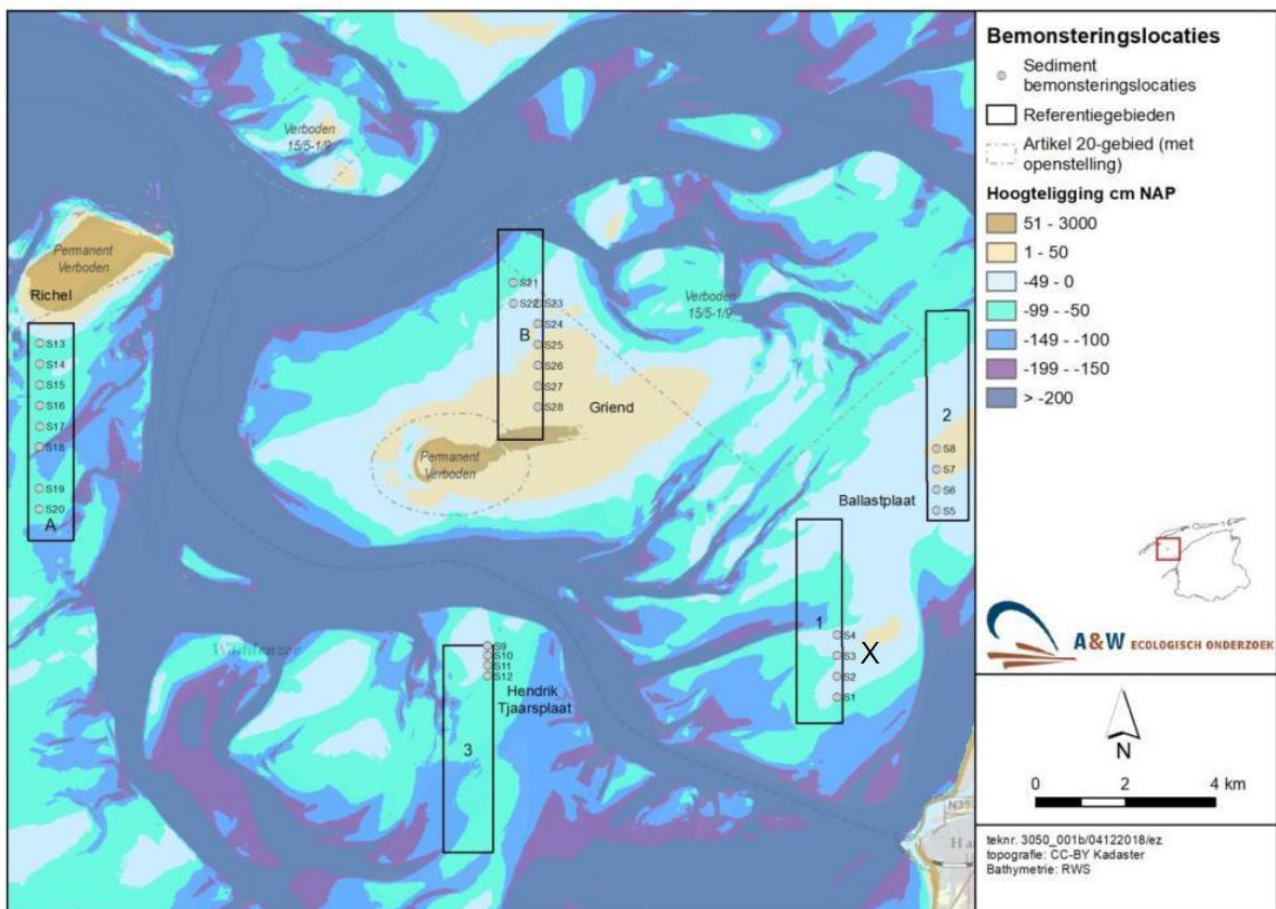 Verboden
15/5-1/9
Permanent
Verboden
Richel
S13
S14
S15
S16
S17
S18
S19
S20
A
S21
S22
S23
S24
B
S25
S26
S27
S28
Griend
Permanent
Verboden
Verboden
15/5-1/9
2
S8
S7
S6
S5
Ballastplaat
1
S4
S3
X
S2
S1
Waddenzee
S9
S10
S11
S12
Hendrik
Tjaarsplaat
3
Bemonsteringslocaties
Sediment
bemonsteringslocaties
Referentiegebieden
Artikel 20-gebied (met
openstelling)
Hoogteligging cm NAP
51 - 3000
1 - 50
-49 - 0
-99 - -50
-149 - -100
-199 - -150
> -200
A&W ECOLOGISCH ONDERZOEK
N
0 2 4 km
teknr. 3050_001b/04122018/ez
topografie: CC-BY Kadaster
Bathymetrie: RWS